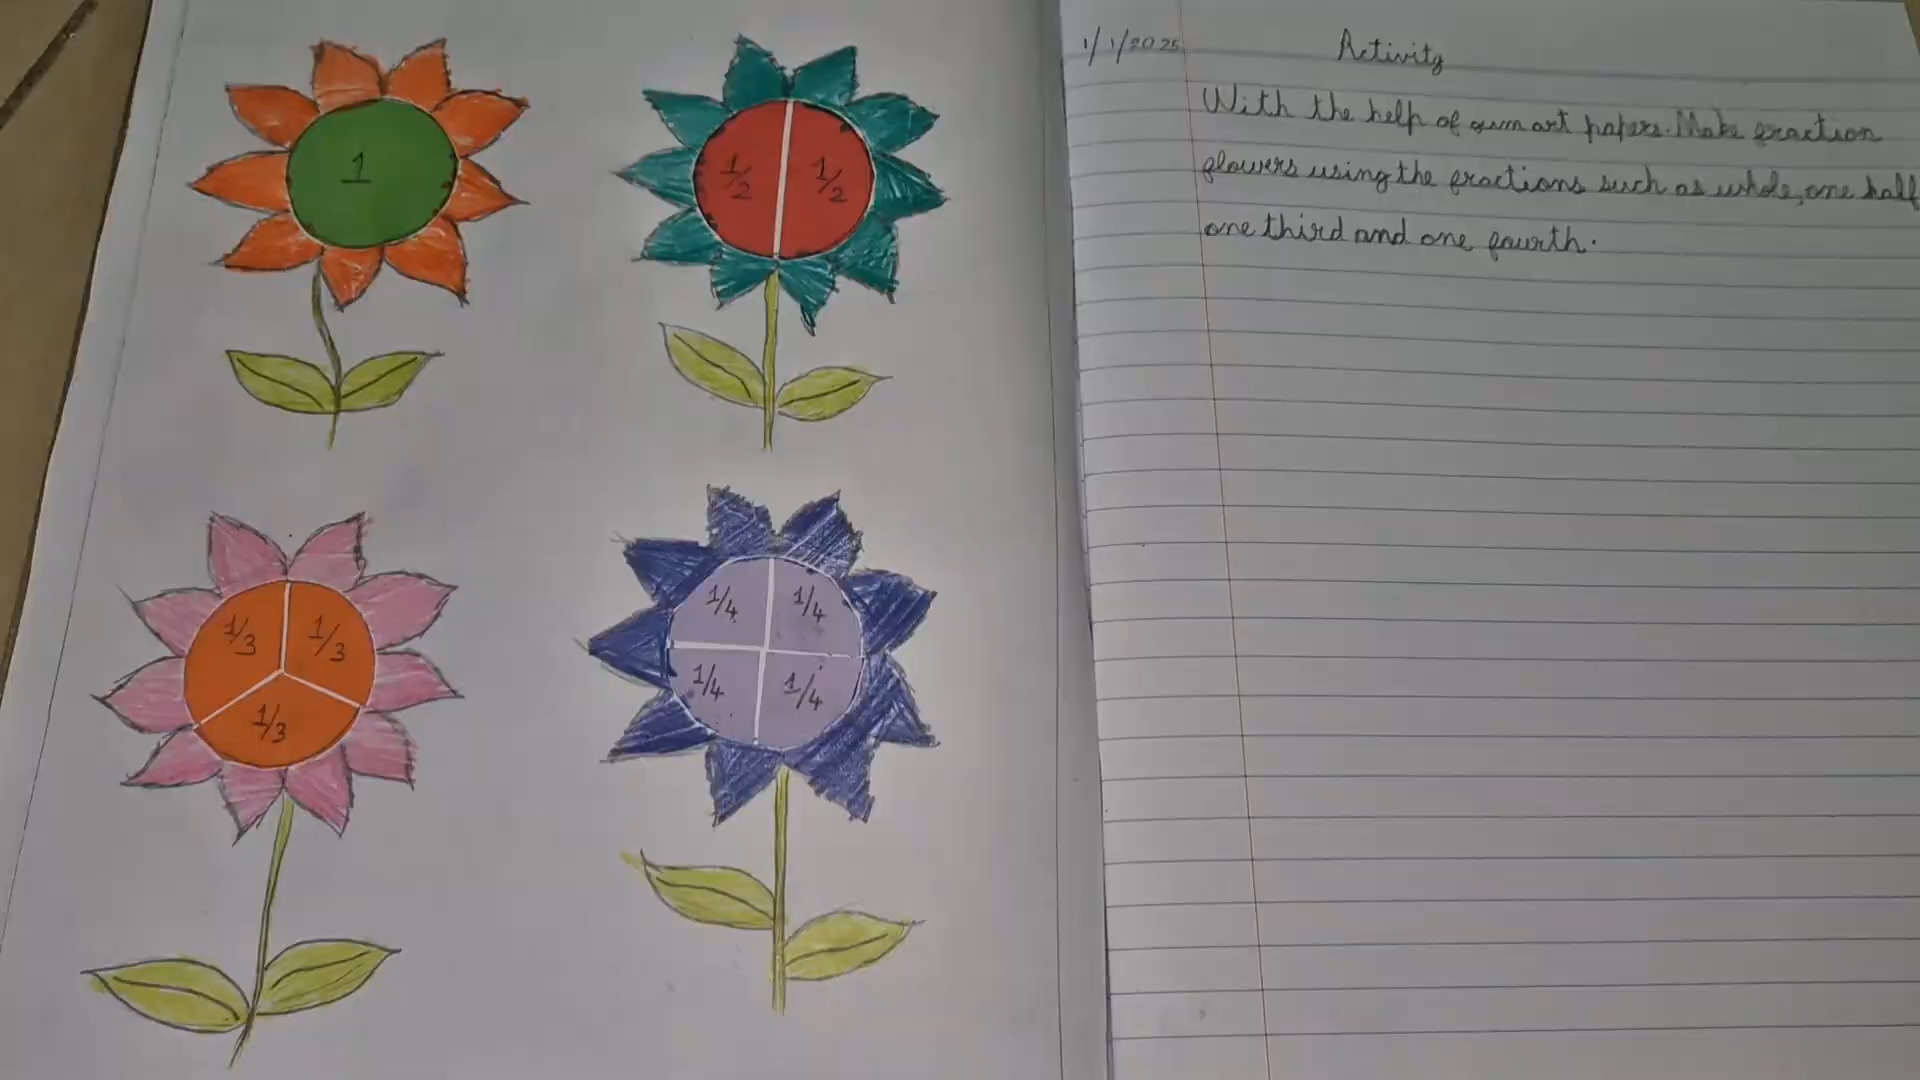 1
1/2 1/2
1/3 1/3
1/3
1/4 1/4
1/4 1/4
1/1/2025
Activity
With the help of gum art papers. Make fraction
flowers using the fractions such as whole, one half
one third and one fourth.